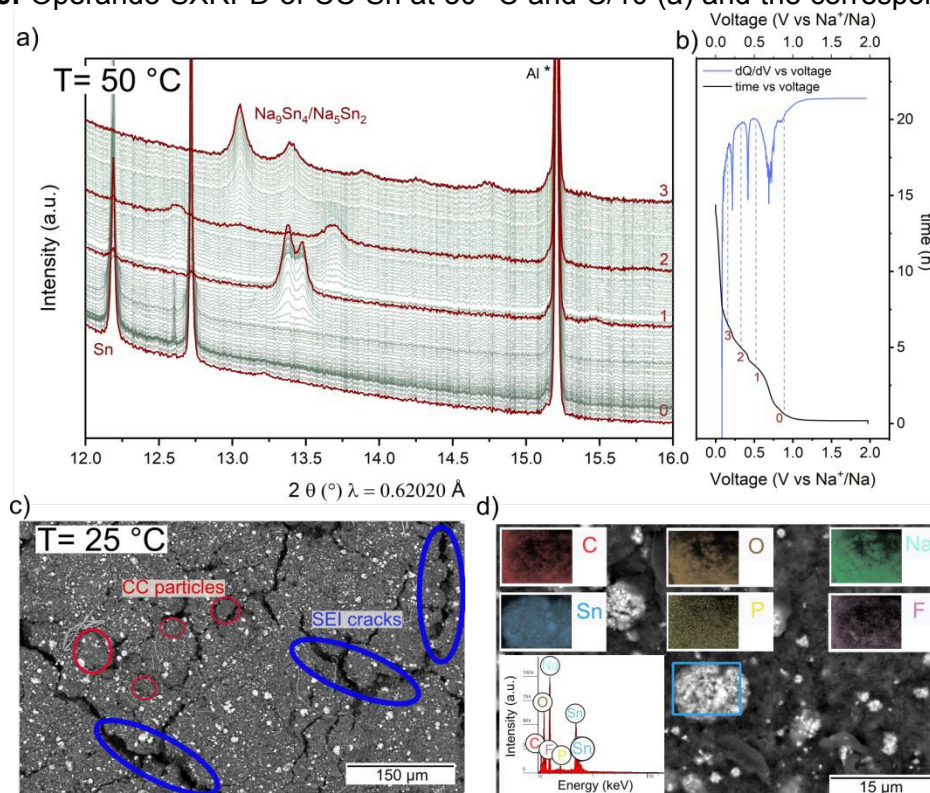 Operando SXRPD of CC Sn at 50 °C and C/10 (a) and the
a)
T= 50 °C
Na9Sn4/Na5Sn2
Al *
3
2
1
0
Sn
Intensity (a.u.)
12.0 12.5 13.0 13.5 14.0 14.5 15.0 15.5 16.0
2 θ (°) λ = 0.62020 Å
b)
Voltage (V vs Na+/Na)
0.0 0.5 1.0 1.5 2.0
dQ/dV vs voltage
time vs voltage
20
15
10
5
0
time (h)
3
2
1
0
0.0 0.5 1.0 1.5 2.0
Voltage (V vs Na+/Na)
c)
T= 25 °C
CC particles
SEI cracks
150 µm
d)
C
O
Na
Sn
P
F
Intensity (a.u.)
Na
O
Sn
C
F
P
Sn
Energy (keV)
15 µm